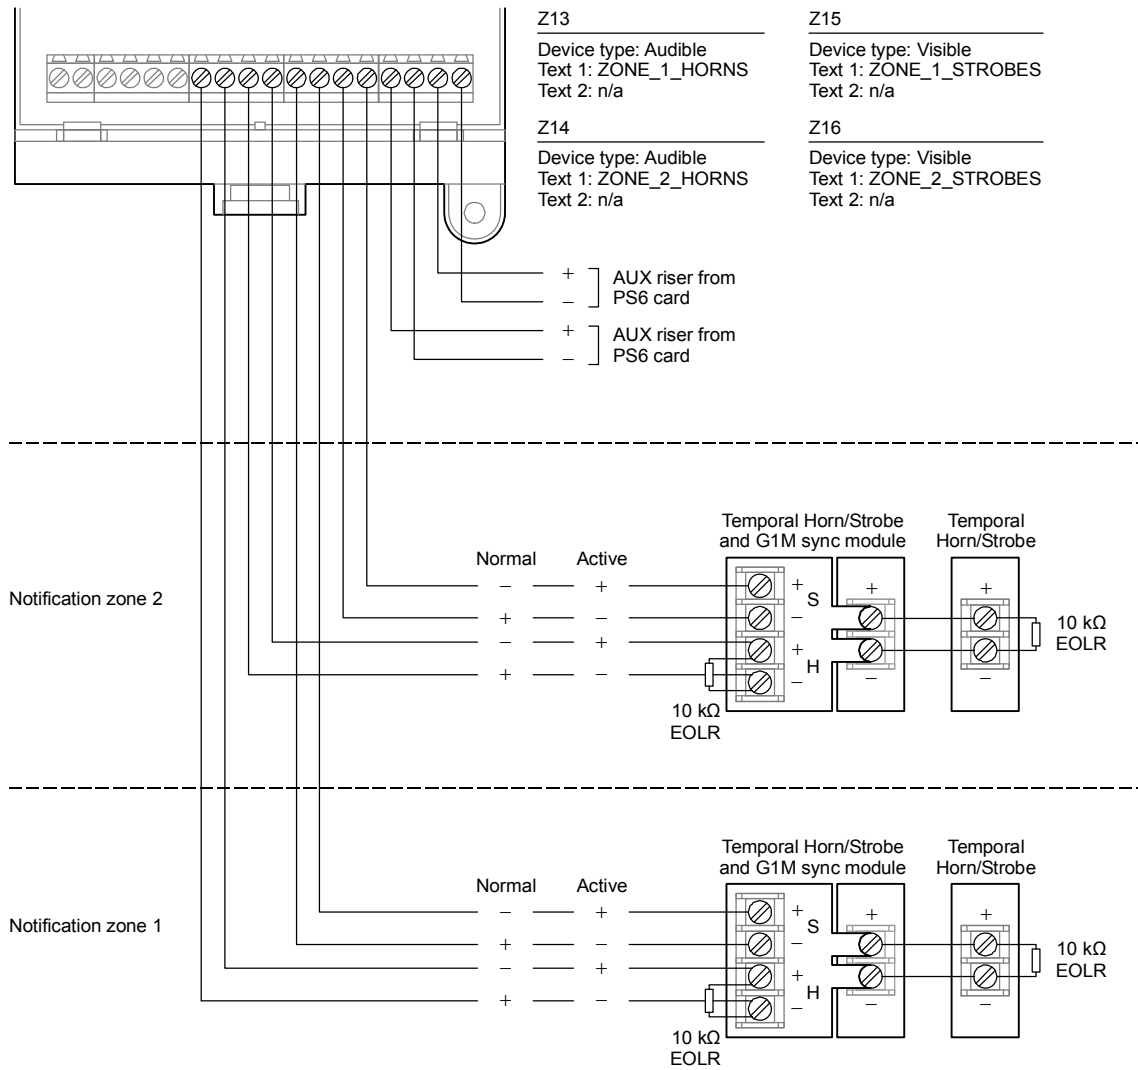 Z13
Device type: Audible
Text 1: ZONE_1_HORNS
Text 2: n/a
Z15
Device type: Visible
Text 1: ZONE_1_STROBES
Text 2: n/a
Z14
Device type: Audible
Text 1: ZONE_2_HORNS
Text 2: n/a
Z16
Device type: Visible
Text 1: ZONE_2_STROBES
Text 2: n/a
+
AUX riser from
− PS6 card
+
AUX riser from
− PS6 card
Notification zone 2
Normal Active
− +
+ −
− +
+ −
Temporal Horn/Strobe
and G1M sync module
Temporal
Horn/Strobe
+
S
−
+
H
−
+
−
+
−
10 kΩ
EOLR
10 kΩ
EOLR
Notification zone 1
Normal Active
− +
+ −
− +
+ −
Temporal Horn/Strobe
and G1M sync module
Temporal
Horn/Strobe
+
S
−
+
H
−
+
−
+
−
10 kΩ
EOLR
10 kΩ
EOLR